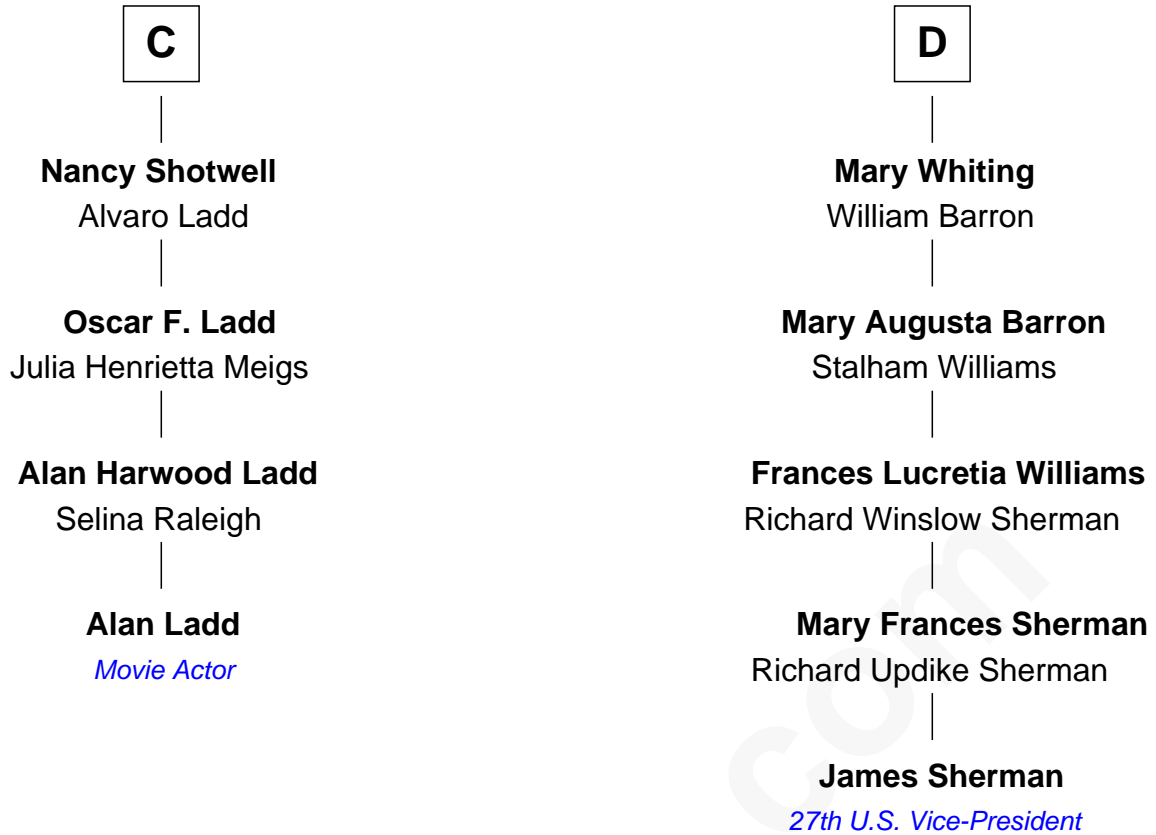 C
Nancy Shotwell
Alvaro Ladd
Oscar F. Ladd
Julia Henrietta Meigs
Alan Harwood Ladd
Selina Raleigh
Alan Ladd
Movie Actor
D
Mary Whiting
William Barron
Mary Augusta Barron
Stalham Williams
Frances Lucretia Williams
Richard Winslow Sherman
Mary Frances Sherman
Richard Updike Sherman
James Sherman
27th U.S. Vice-President
com